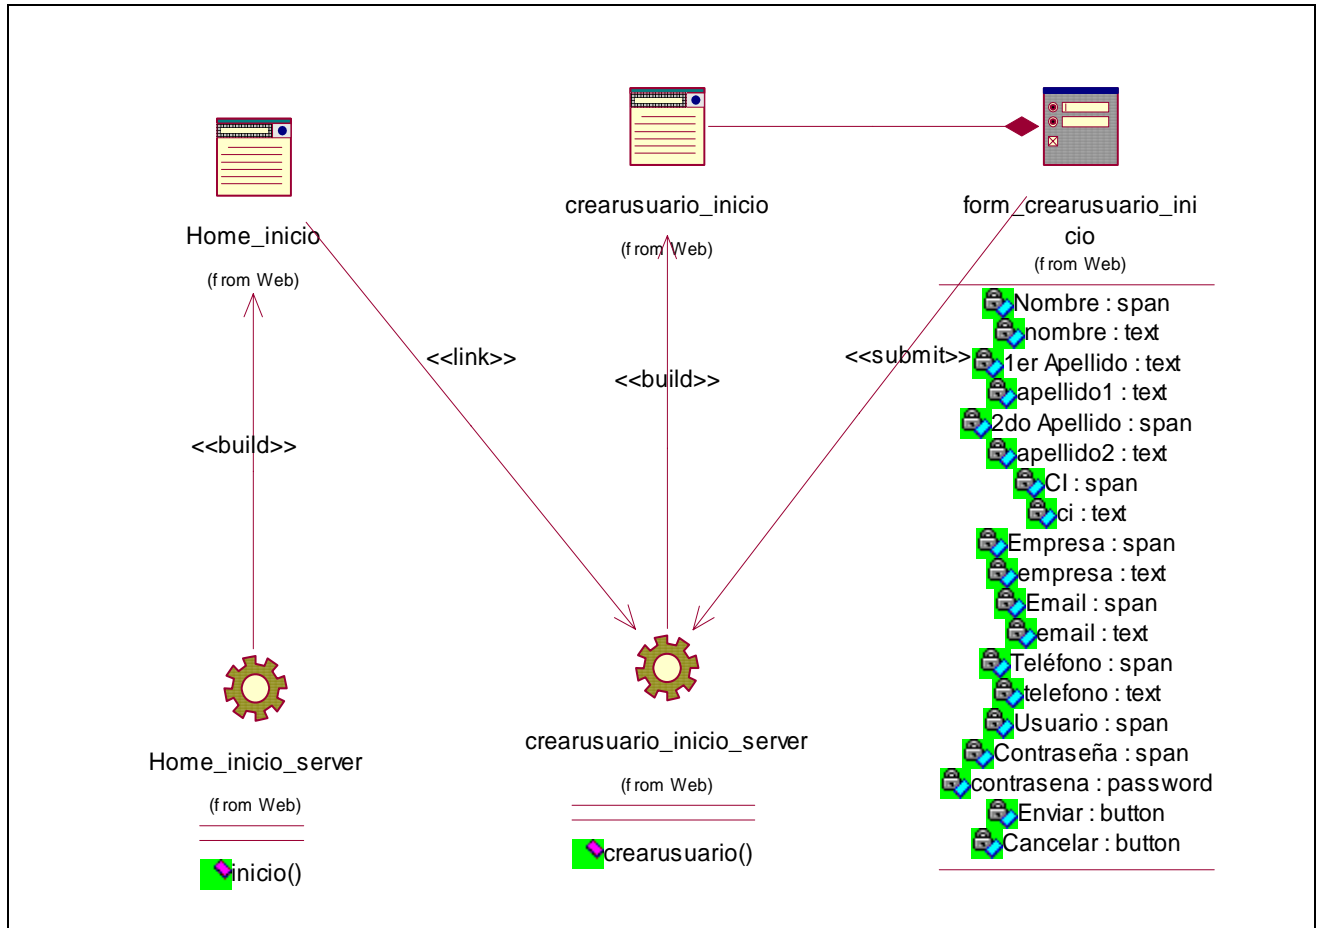 Home_inicio
(from Web)
<<build>>
Home_inicio_server
(from Web)
inicio()
<<link>>
crearusuario_inicio
(from Web)
<<build>>
crearusuario_inicio_server
(from Web)
crearusuario()
<<submit>>
form_crearusuario_ini
cio
(from Web)
Nombre : span
nombre : text
1er Apellido : text
apellido1 : text
2do Apellido : span
apellido2 : text
CI : span
ci : text
Empresa : span
empresa : text
Email : span
email : text
Teléfono : span
telefono : text
Usuario : span
Contraseña : span
contrasena : password
Enviar : button
Cancelar : button